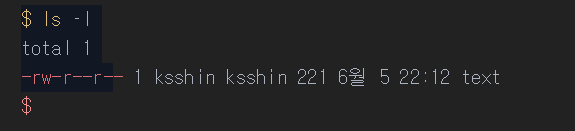 $ ls -l
total 1
-rw-r--r-- 1 ksshin ksshin 221 6월 5 22:12 text
$